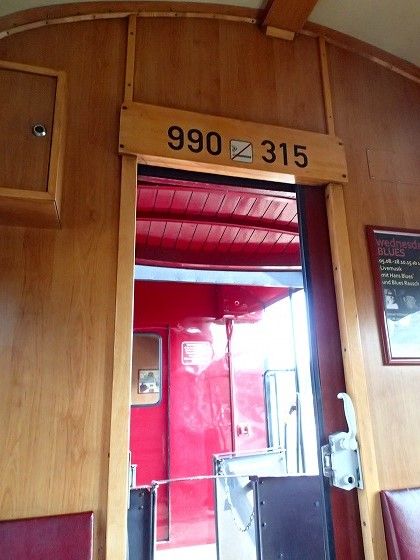 990 315
wednesday
BLUES
Livemusik
mit Hans Blues'
und Blues Rausch